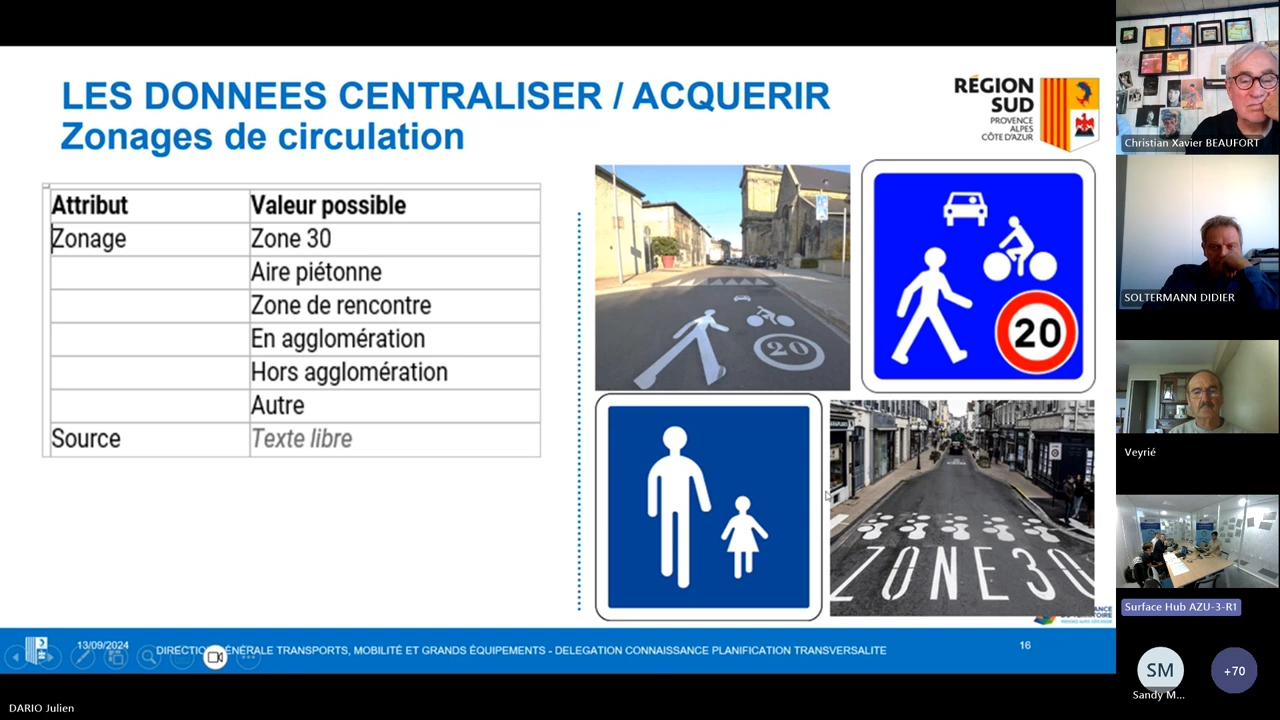 LES DONNEES CENTRALISER / ACQUERIR
Zonages de circulation
RÉGION
SUD
PROVENCE
ALPES
CÔTE D'AZUR
Attribut Valeur possible
Zonage Zone 30
Aire piétonne
Zone de rencontre
En agglomération
Hors agglomération
Autre
Source Texte libre
20
20
ZONE 30
13/09/2024
DIRECTION GÉNÉRALE TRANSPORTS, MOBILITÉ ET GRANDS ÉQUIPEMENTS - DELEGATION CONNAISSANCE PLANIFICATION TRANSVERSALITE
16
DARIO Julien
Christian Xavier BEAUFORT
SOLTERMANN DIDIER
Veyrié
Surface Hub AZU-3-R1
SM
+70
Sandy M...